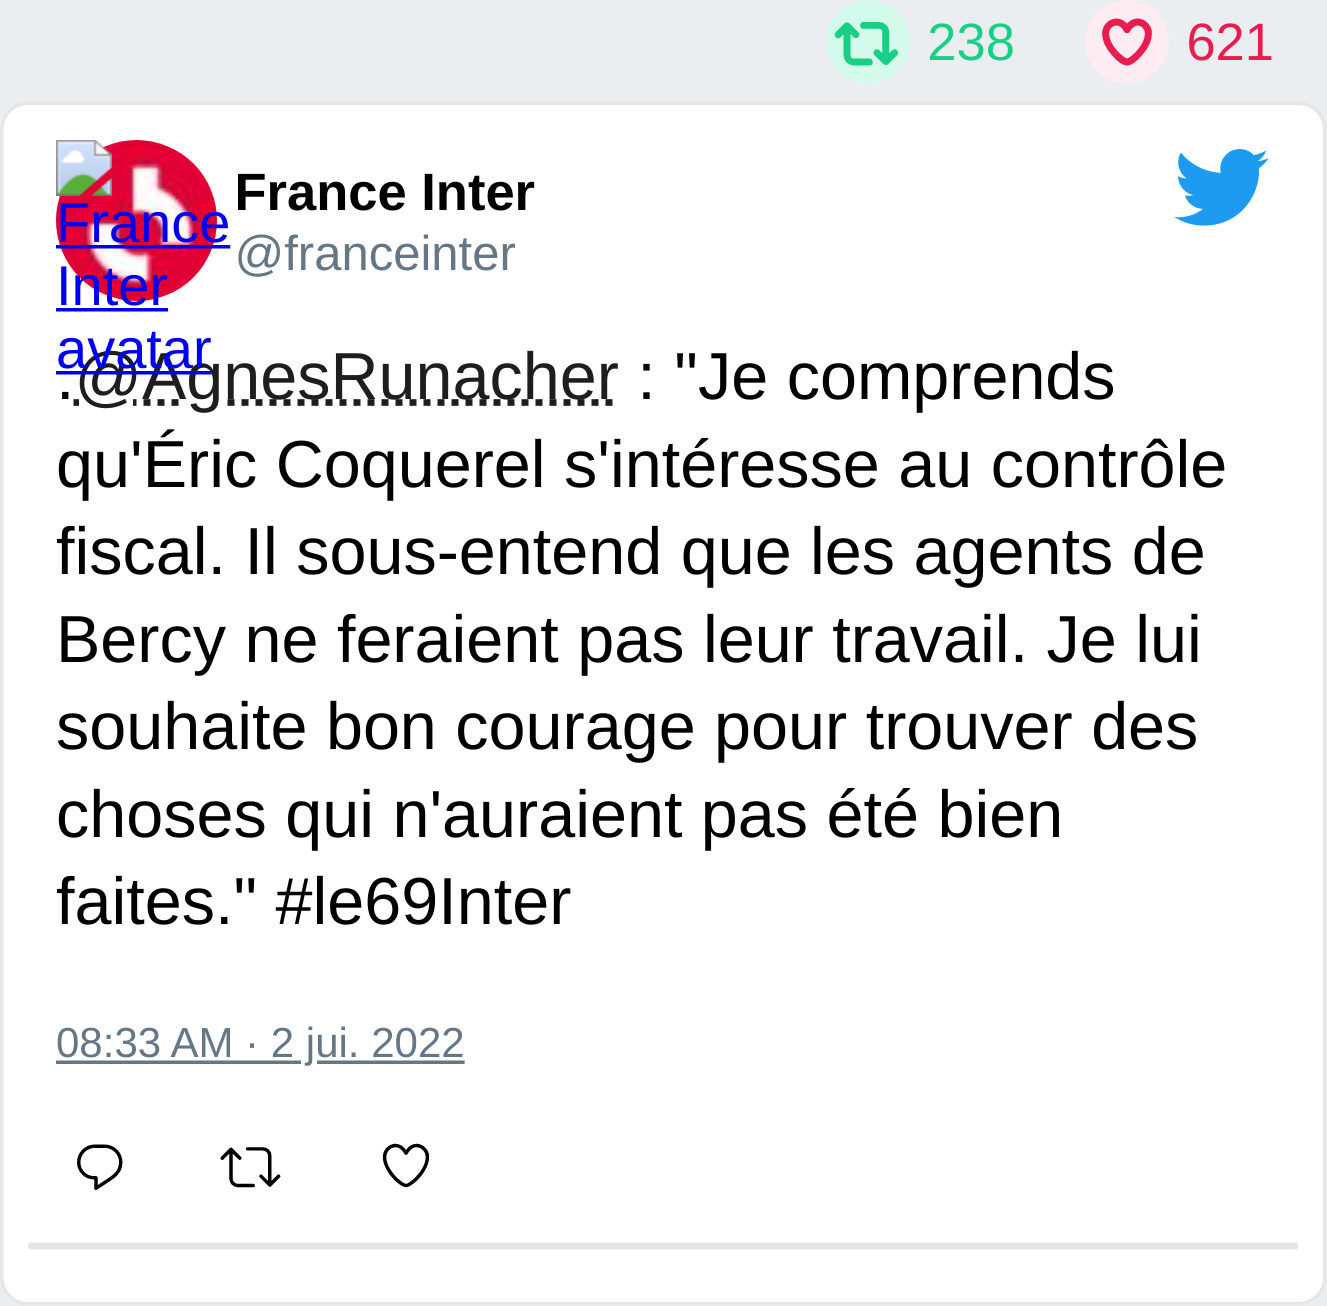 238 621
France Inter
@franceinter
France
Inter
avatar
.@AgnesRunacher : "Je comprends
qu'Éric Coquerel s'intéresse au contrôle
fiscal. Il sous-entend que les agents de
Bercy ne feraient pas leur travail. Je lui
souhaite bon courage pour trouver des
choses qui n'auraient pas été bien
faites." #le69Inter
08:33 AM · 2 jui. 2022